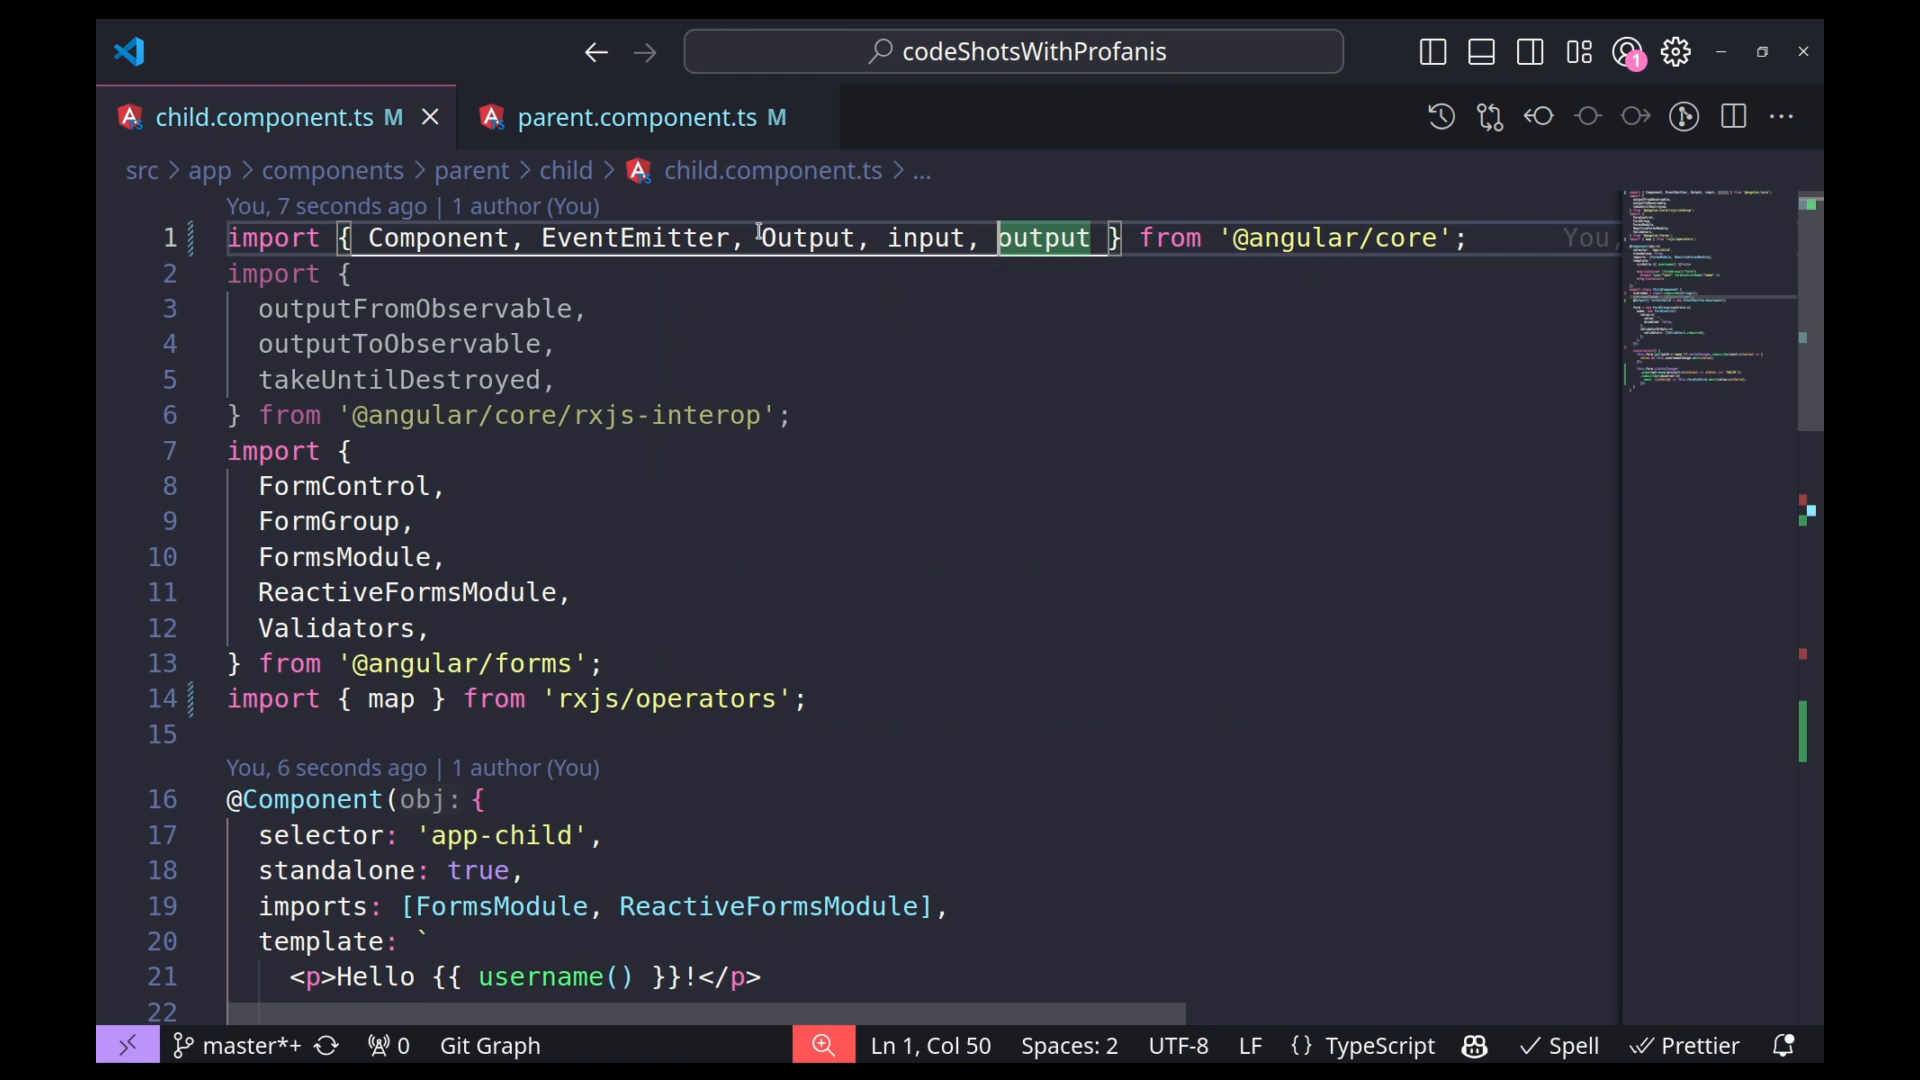 codeShotsWithProfanis
1
child.component.ts M
parent.component.ts M
src > app > components > parent > child > child.component.ts > ...
You, 7 seconds ago | 1 author (You)
1 import { Component, EventEmitter, Output, input, output } from '@angular/core'; You,
2 import {
3 outputFromObservable,
4 outputToObservable,
5 takeUntilDestroyed,
6 } from '@angular/core/rxjs-interop';
7 import {
8 FormControl,
9 FormGroup,
10 FormsModule,
11 ReactiveFormsModule,
12 Validators,
13 } from '@angular/forms';
14 import { map } from 'rxjs/operators';
15
You, 6 seconds ago | 1 author (You)
16 @Component(obj: {
17 selector: 'app-child',
18 standalone: true,
19 imports: [FormsModule, ReactiveFormsModule],
20 template: `
21 <p>Hello {{ username() }}!</p>
22
master*+ 0 Git Graph Ln 1, Col 50 Spaces: 2 UTF-8 LF {} TypeScript Spell Prettier